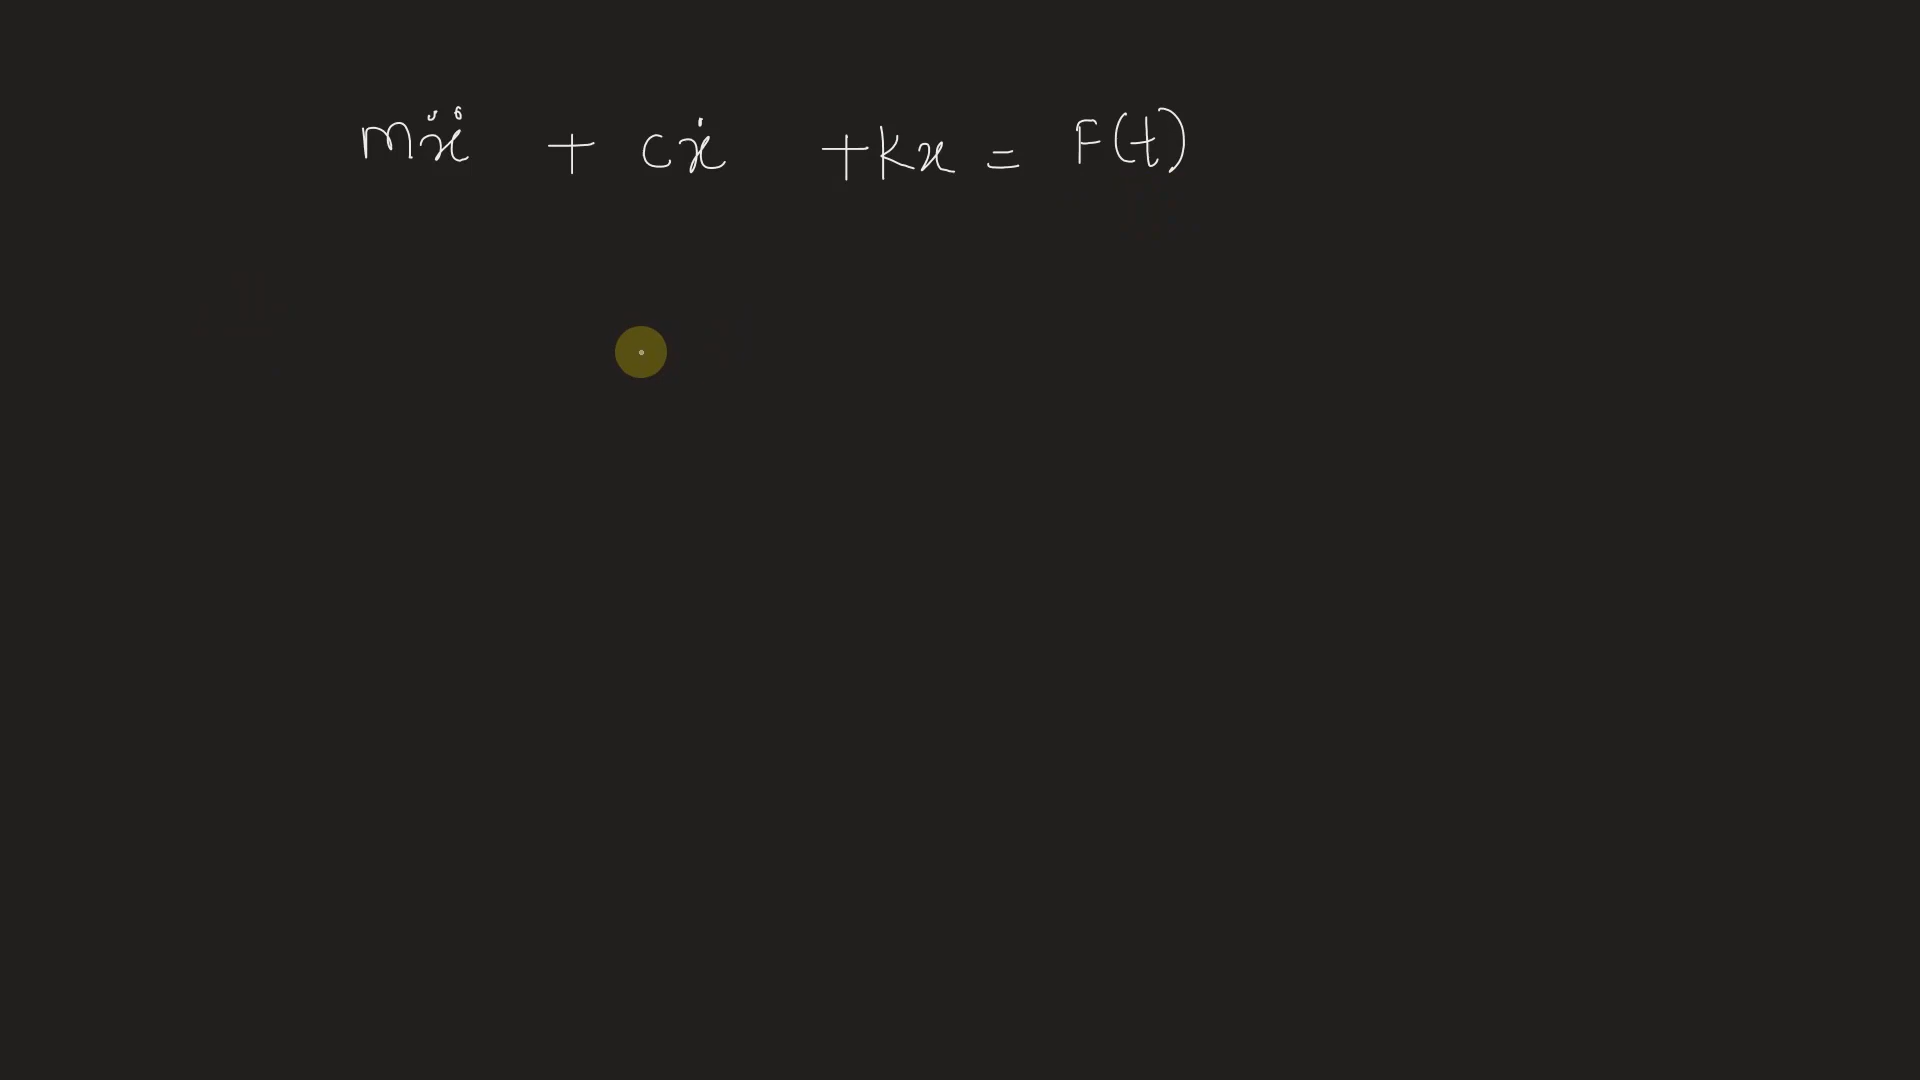 mẍ + cẋ + kx = F(t)